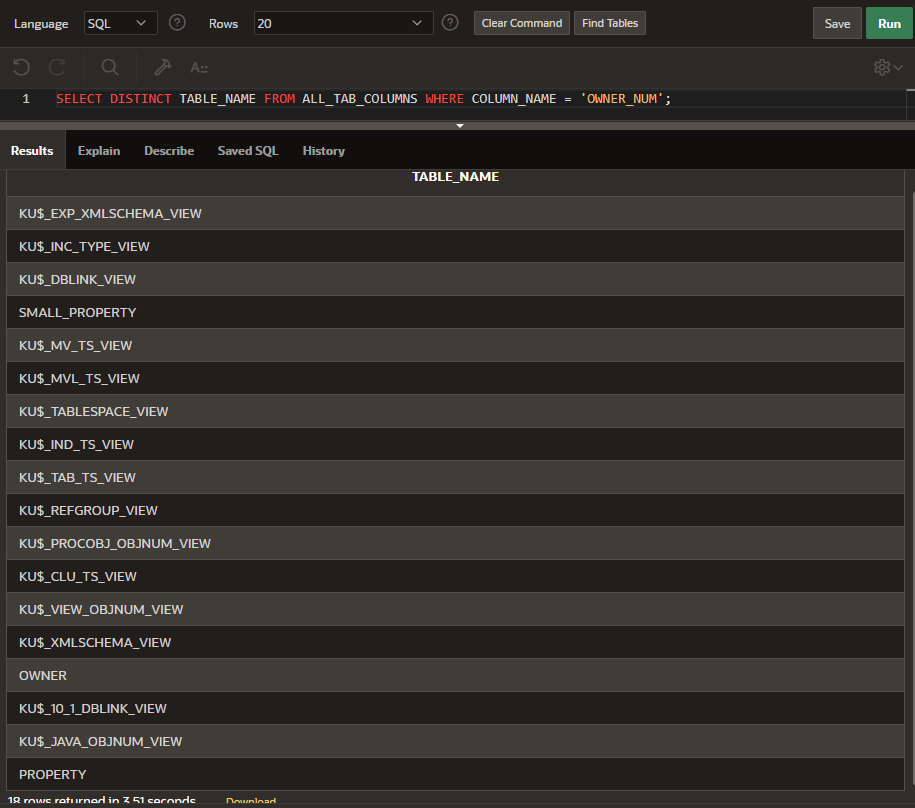 Language SQL Rows 20 Clear Command Find Tables Save Run
A::
1 SELECT DISTINCT TABLE_NAME FROM ALL_TAB_COLUMNS WHERE COLUMN_NAME = 'OWNER_NUM';
Results Explain Describe Saved SQL History
TABLE_NAME
KU$_EXP_XMLSCHEMA_VIEW
KU$_INC_TYPE_VIEW
KU$_DBLINK_VIEW
SMALL_PROPERTY
KU$_MV_TS_VIEW
KU$_MVL_TS_VIEW
KU$_TABLESPACE_VIEW
KU$_IND_TS_VIEW
KU$_TAB_TS_VIEW
KU$_REFGROUP_VIEW
KU$_PROCOBJ_OBJNUM_VIEW
KU$_CLU_TS_VIEW
KU$_VIEW_OBJNUM_VIEW
KU$_XMLSCHEMA_VIEW
OWNER
KU$_10_1_DBLINK_VIEW
KU$_JAVA_OBJNUM_VIEW
PROPERTY
18 rows returned in 3.51 seconds Download